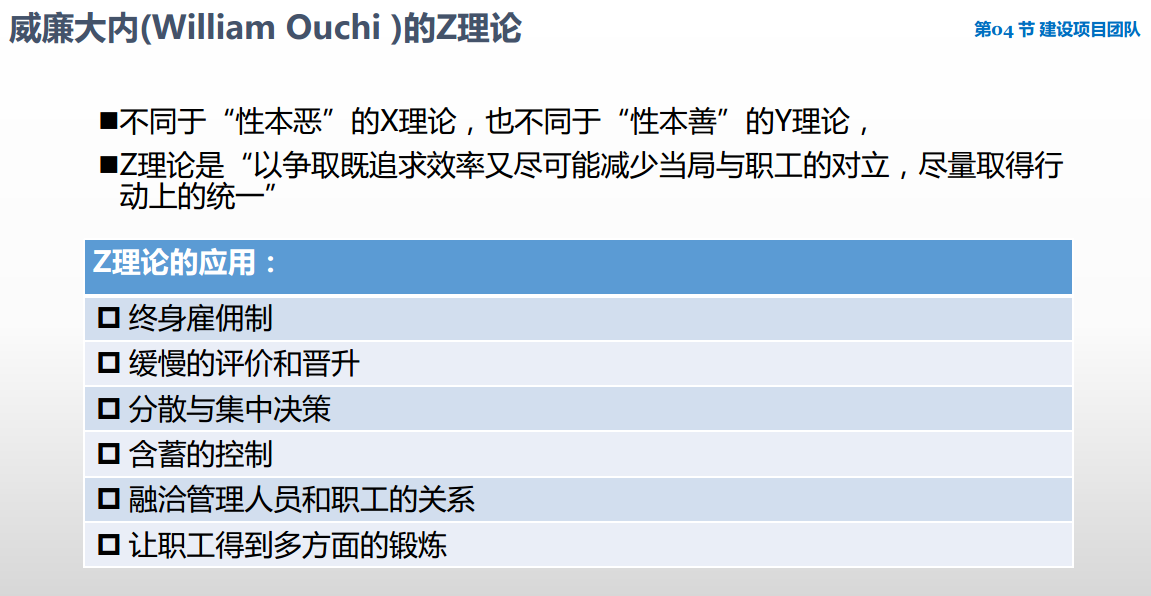 威廉大内(William Ouchi )的Z理论
第04 节 建设项目团队
■不同于“性本恶”的X理论，也不同于“性本善”的Y理论，
■Z理论是“以争取既追求效率又尽可能减少当局与职工的对立，尽量取得行
动上的统一”
Z理论的应用：
终身雇佣制
缓慢的评价和晋升
分散与集中决策
含蓄的控制
融洽管理人员和职工的关系
让职工得到多方面的锻炼